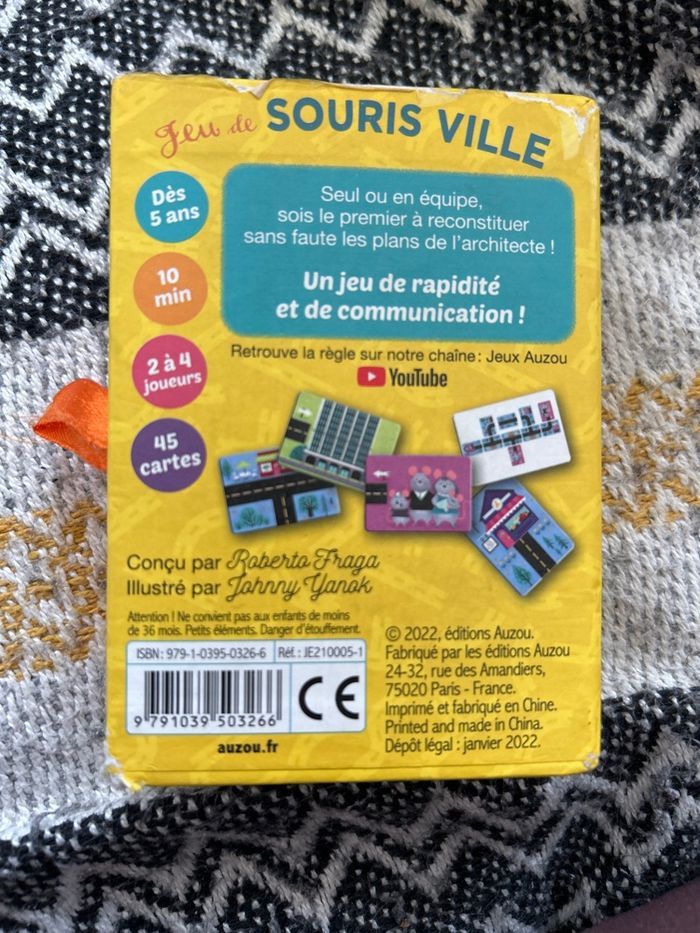 Jeu de SOURIS VILLE
Dès
5 ans
Seul ou en équipe,
sois le premier à reconstituer
sans faute les plans de l'architecte !
Un jeu de rapidité
et de communication !
10
min
2 à 4
joueurs
45
cartes
Retrouve la règle sur notre chaîne : Jeux Auzou
YouTube
Conçu par Roberto Fraga
Illustré par Johnny Yanok
Attention ! Ne convient pas aux enfants de moins
de 36 mois. Petits éléments. Danger d'étouffement.
ISBN : 979-1-0395-0326-6 Réf. : JE210005-1
9 791039 503266
CE
auzou.fr
© 2022, éditions Auzou.
Fabriqué par les éditions Auzou
24-32, rue des Amandiers,
75020 Paris - France.
Imprimé et fabriqué en Chine.
Printed and made in China.
Dépôt légal : janvier 2022.